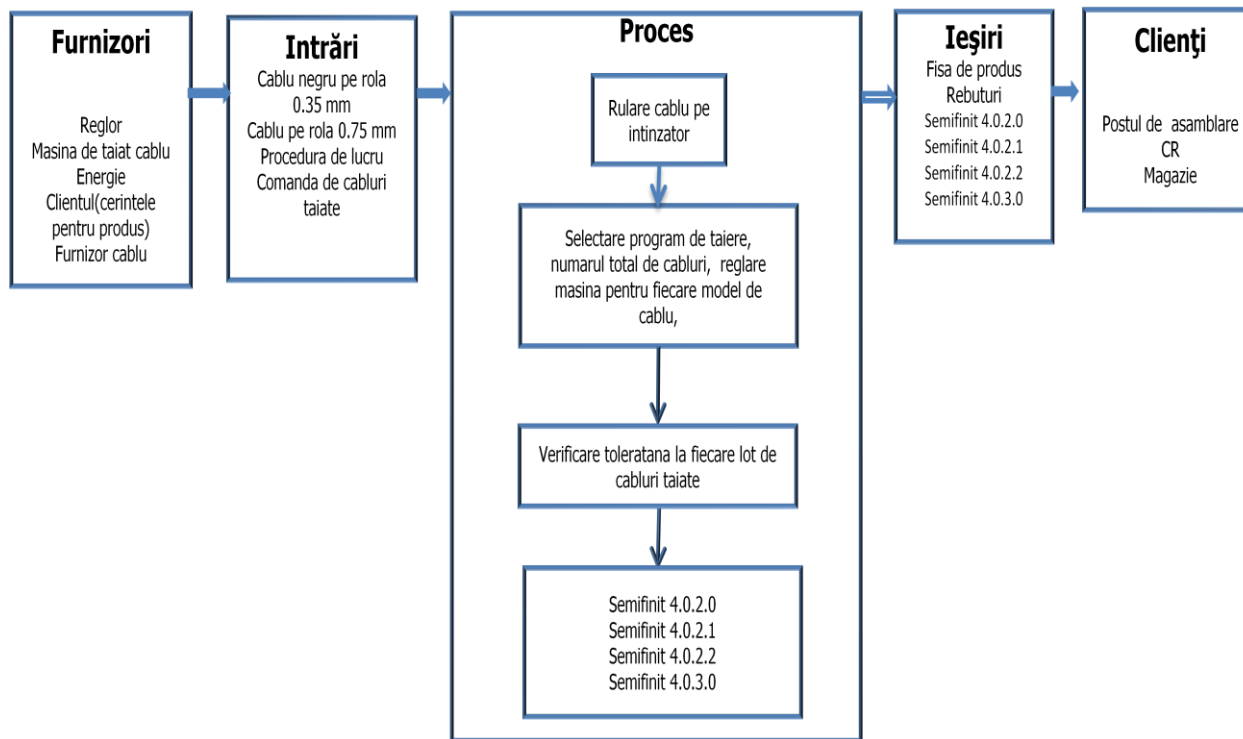 Furnizori
Reglor
Masina de taiat cablu
Energie
Clientul(cerintele
pentru produs)
Furnizor cablu
Intrări
Cablu negru pe rola
0.35 mm
Cablu pe rola 0.75 mm
Procedura de lucru
Comanda de cabluri
taiate
Proces
Rulare cablu pe
intinzator
Selectare program de taiere,
numarul total de cabluri, reglare
masina pentru fiecare model de
cablu,
Verificare toleratana la fiecare lot de
cabluri taiate
Semifinit 4.0.2.0
Semifinit 4.0.2.1
Semifinit 4.0.2.2
Semifinit 4.0.3.0
Ieşiri
Fisa de produs
Rebuturi
Semifinit 4.0.2.0
Semifinit 4.0.2.1
Semifinit 4.0.2.2
Semifinit 4.0.3.0
Clienţi
Postul de asamblare
CR
Magazie